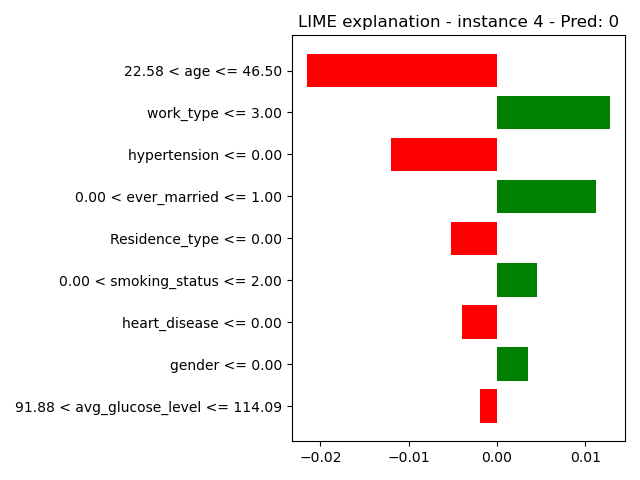 LIME explanation - instance 4 - Pred: 0
22.58 < age <= 46.50
work_type <= 3.00
hypertension <= 0.00
0.00 < ever_married <= 1.00
Residence_type <= 0.00
0.00 < smoking_status <= 2.00
heart_disease <= 0.00
gender <= 0.00
91.88 < avg_glucose_level <= 114.09
−0.02 −0.01 0.00 0.01